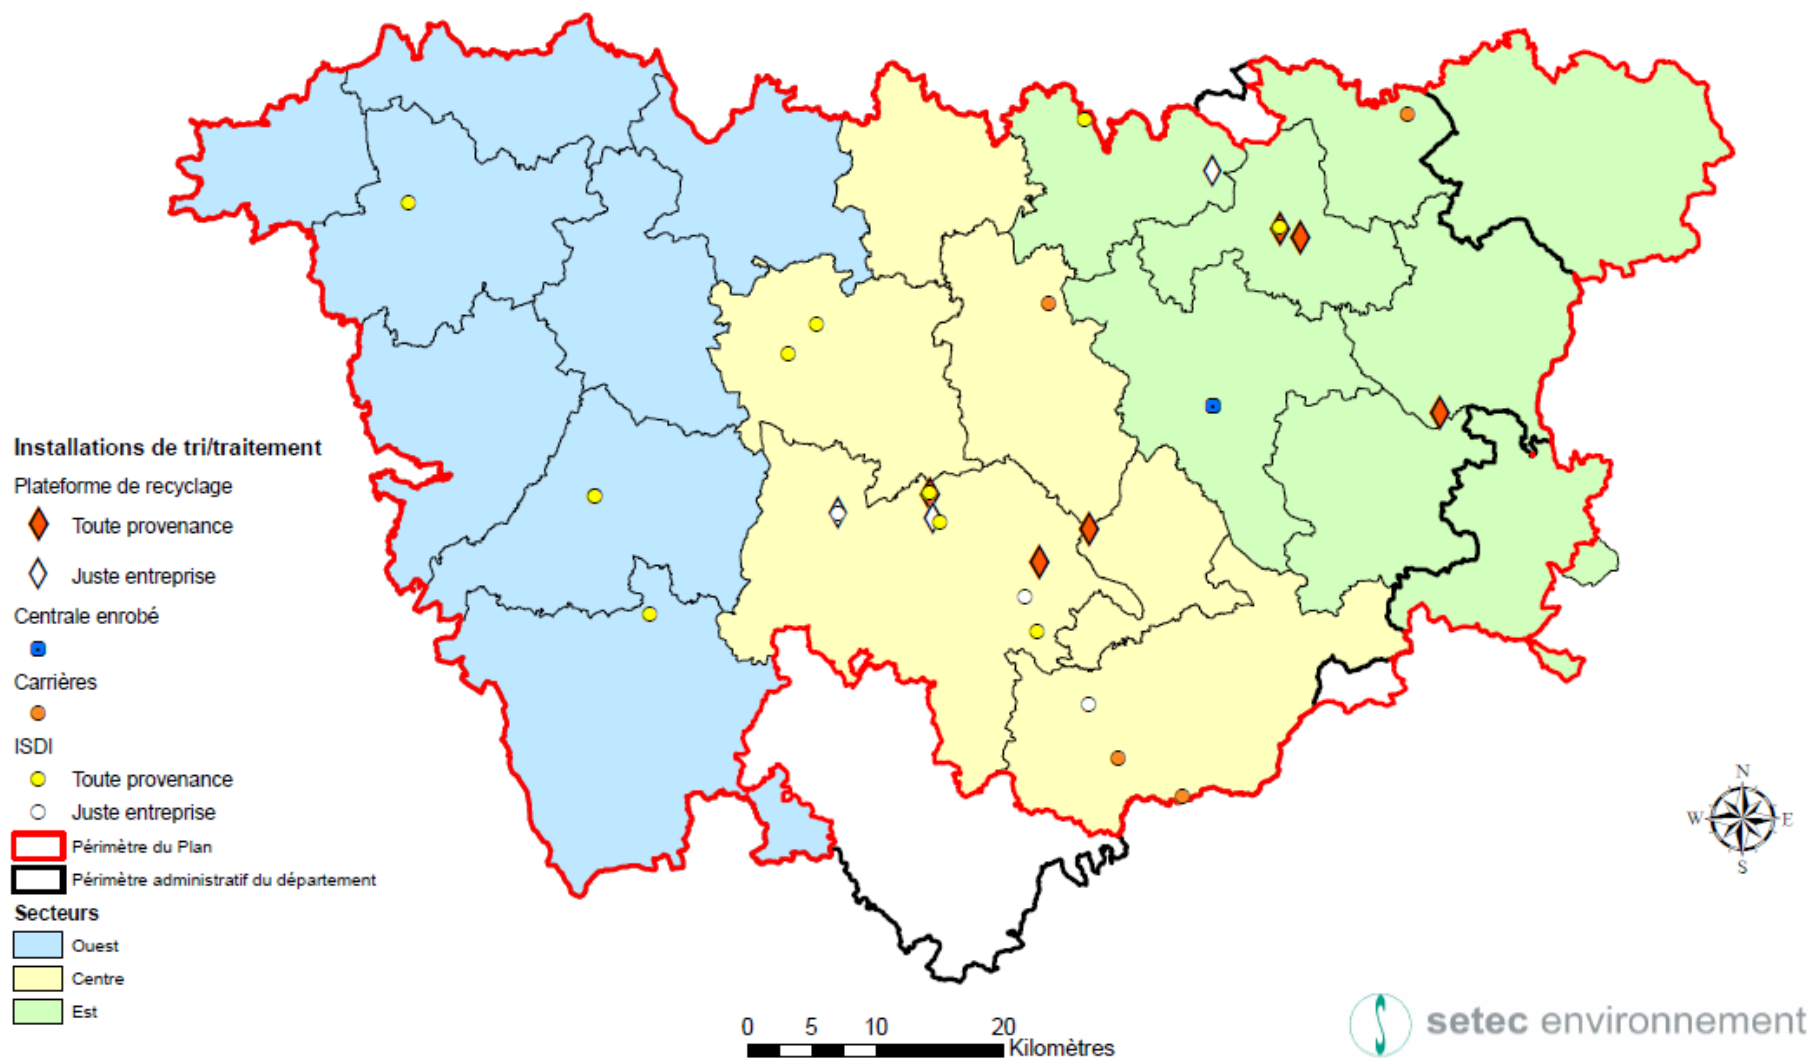 Installations de tri/traitement
Plateforme de recyclage
Toute provenance
Juste entreprise
Centrale enrobé
Carrières
ISDI
Toute provenance
Juste entreprise
Périmètre du Plan
Périmètre administratif du département
Secteurs
Ouest
Centre
Est
0 5 10 20
Kilomètres
N
W E
S
setec environnement